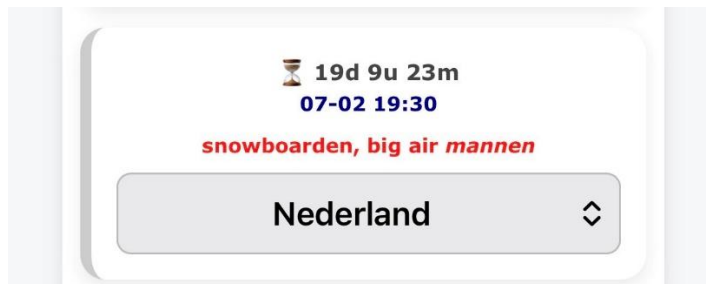 ⏳ 19d 9u 23m
07-02 19:30
snowboarden, big air mannen
Nederland